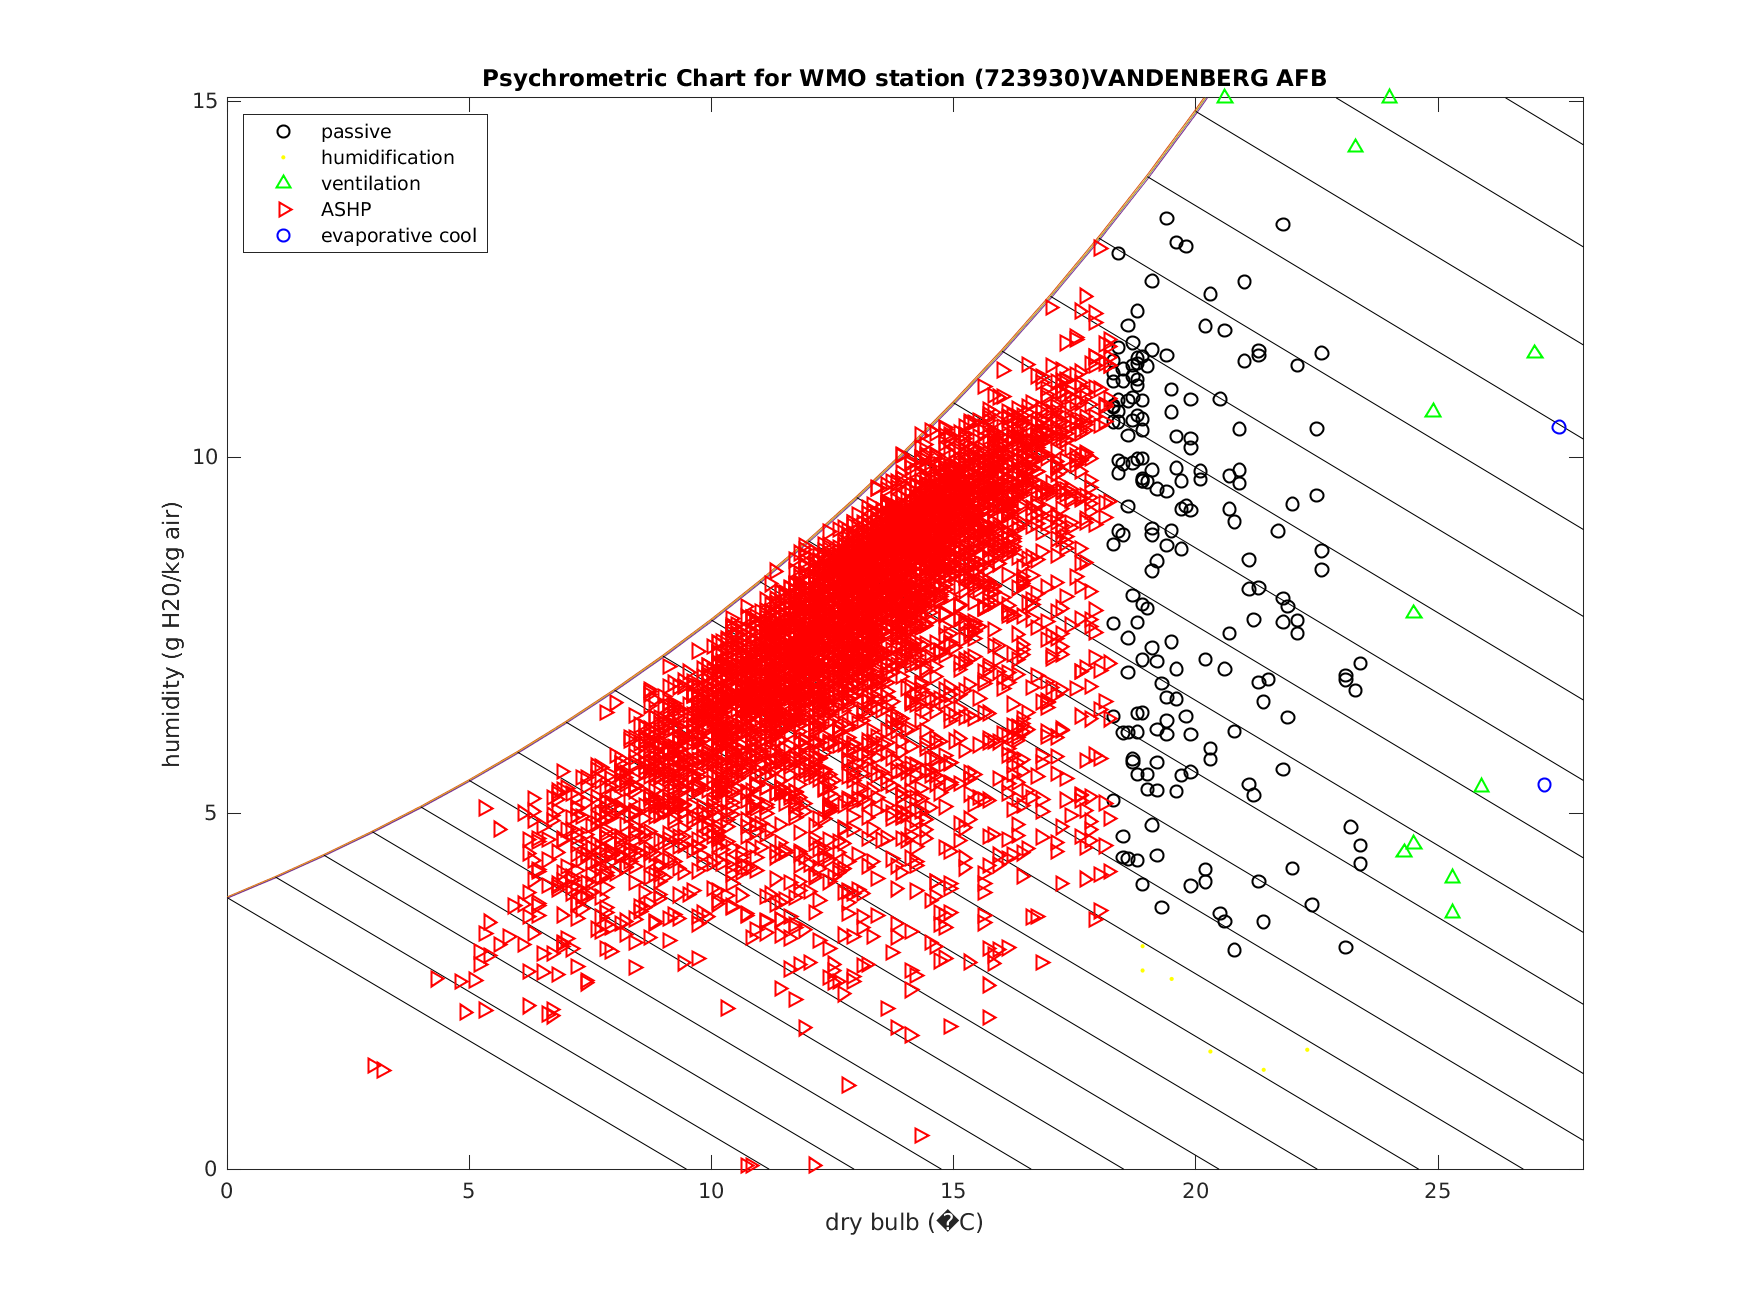 Psychrometric Chart for WMO station (723930)VANDENBERG AFB
passive
humidification
ventilation
ASHP
evaporative cool
15
10
5
0
humidity (g H20/kg air)
0 5 10 15 20 25
dry bulb (�C)